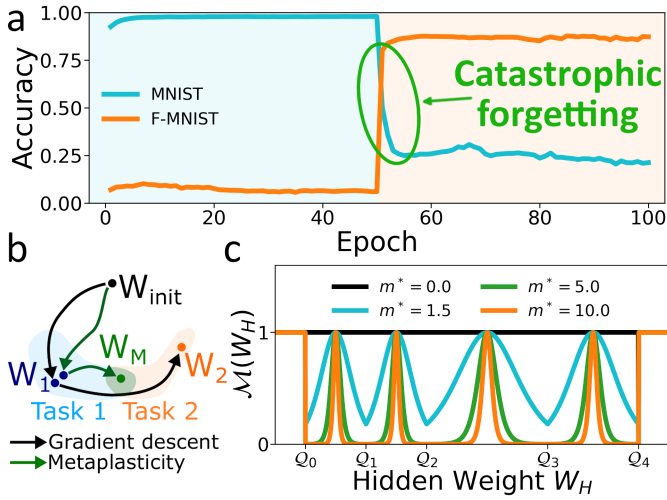 a
Accuracy
1.00
0.75
0.50
0.25
0.00
MNIST
F-MNIST
Catastrophic
forgetting
0
20
40
60
80
100
Epoch
b
W_init
W_1
W_M
W_2
Task 1
Task 2
Gradient descent
Metaplasticity
c
m* = 0.0
m* = 5.0
m* = 1.5
m* = 10.0
ℳ(W_H)
1
0
𝒬_0
𝒬_1
𝒬_2
𝒬_3
𝒬_4
Hidden Weight W_H